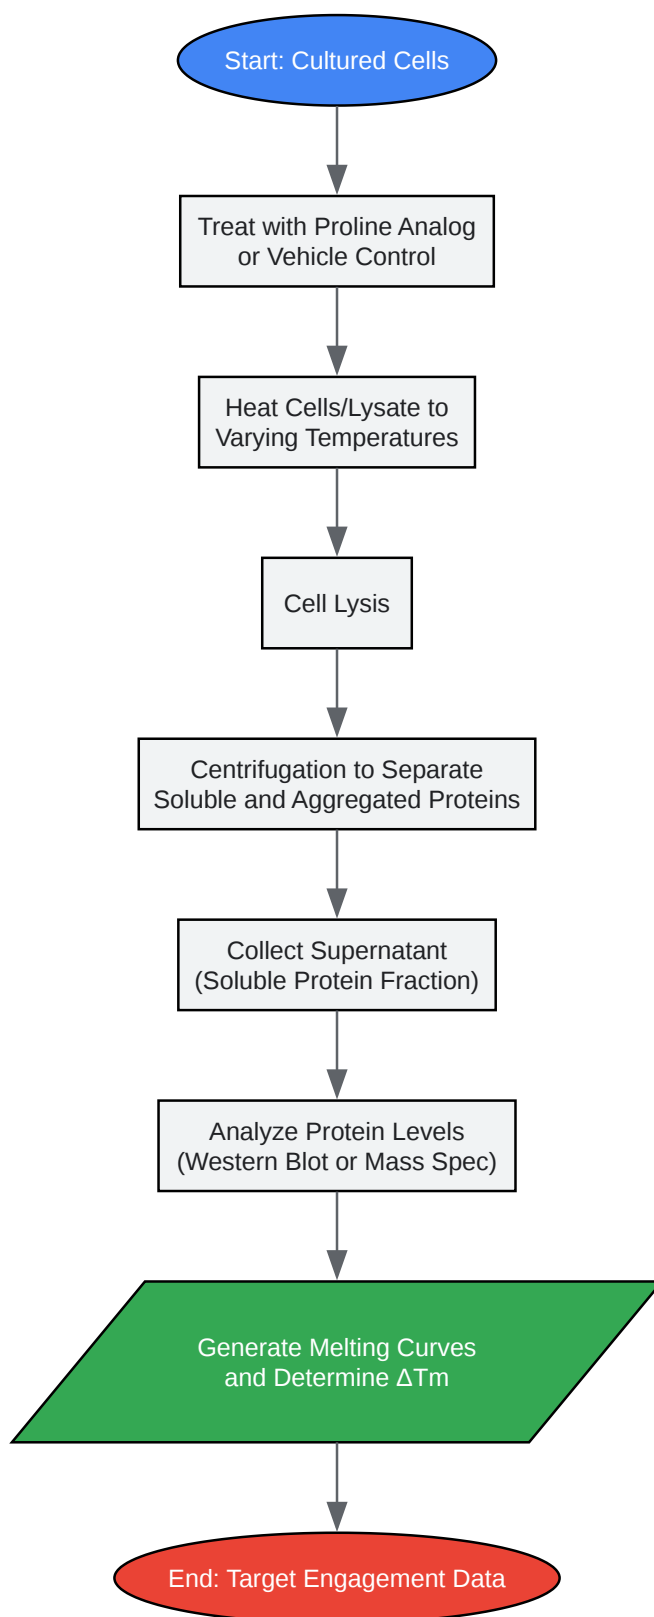 Start: Cultured Cells
Treat with Proline Analog
or Vehicle Control
Heat Cells/Lysate to
Varying Temperatures
Cell Lysis
Centrifugation to Separate
Soluble and Aggregated Proteins
Collect Supernatant
(Soluble Protein Fraction)
Analyze Protein Levels
(Western Blot or Mass Spec)
Generate Melting Curves
and Determine ΔTm
End: Target Engagement Data